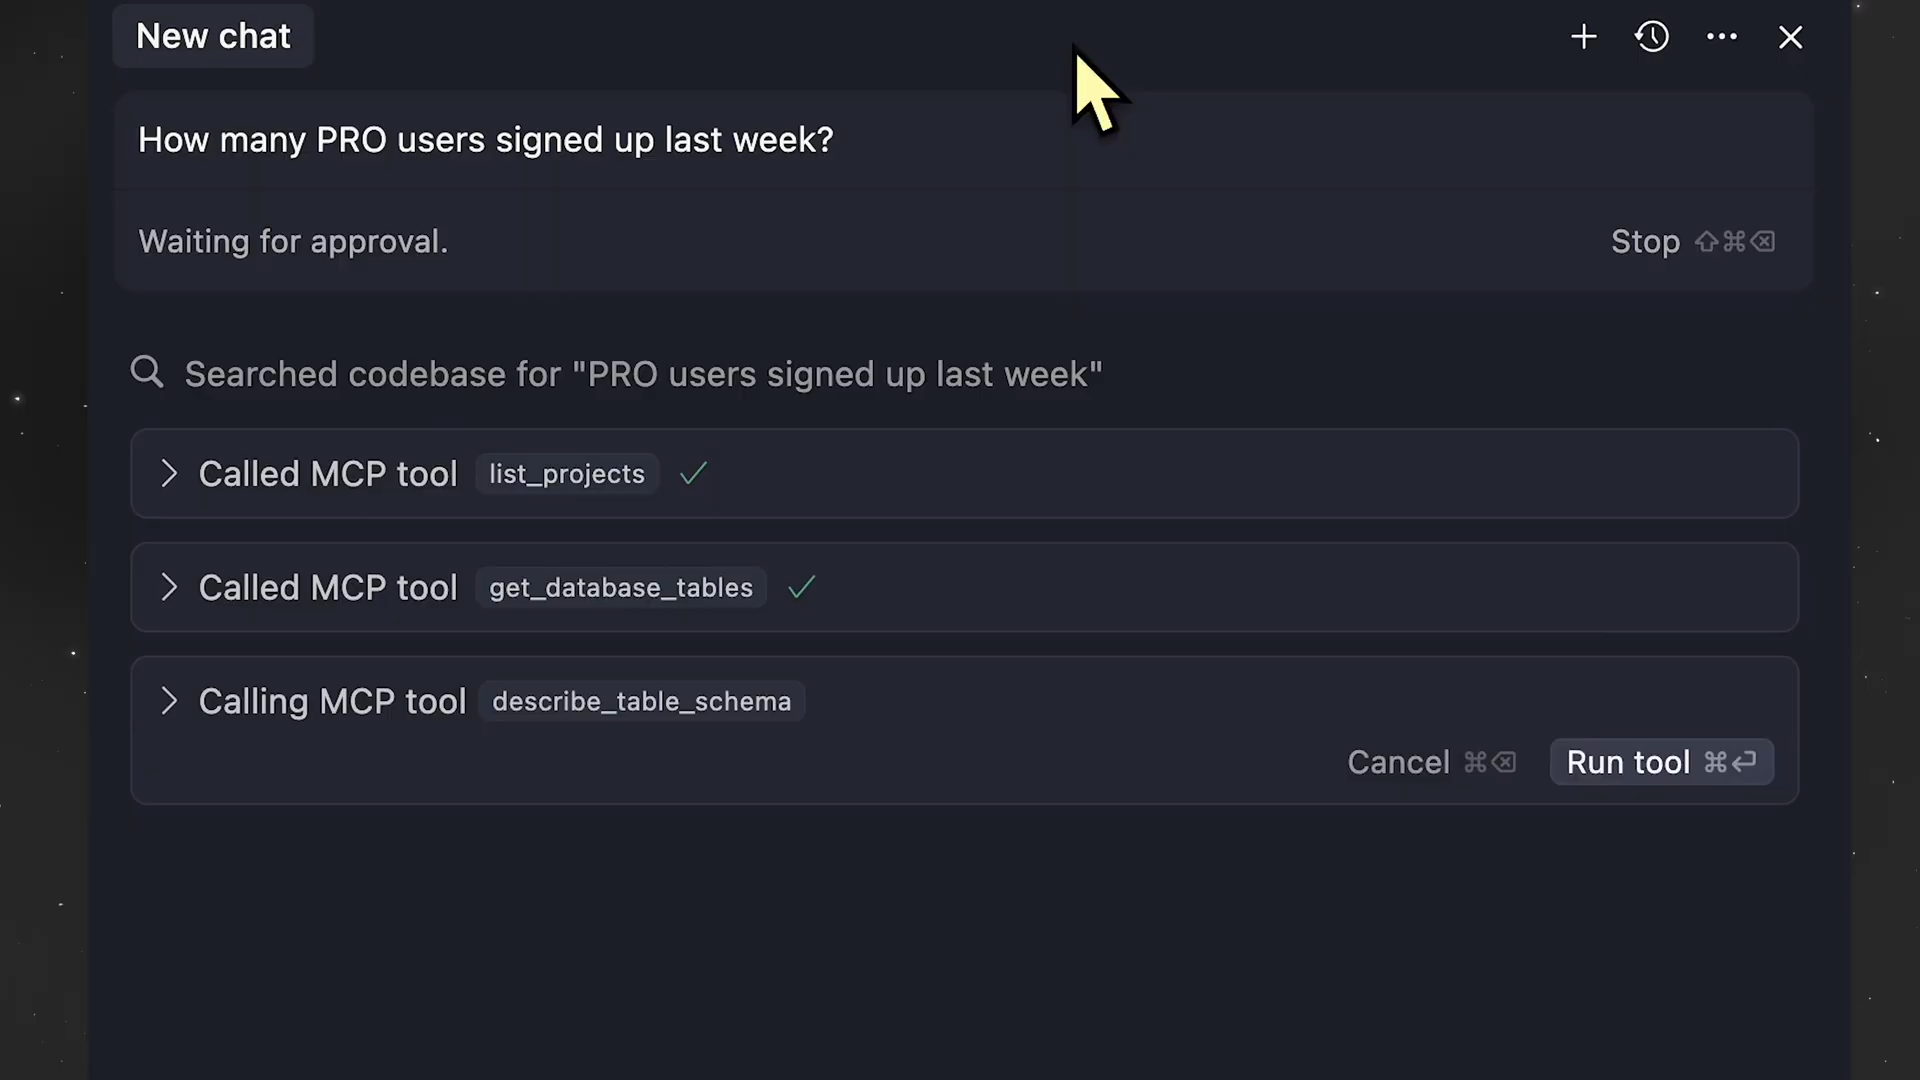 New chat
How many PRO users signed up last week?
Waiting for approval.
Stop ⇧⌘⌫
Searched codebase for "PRO users signed up last week"
Called MCP tool list_projects ✓
Called MCP tool get_database_tables ✓
Calling MCP tool describe_table_schema
Cancel ⌘⌫ Run tool ⌘↩